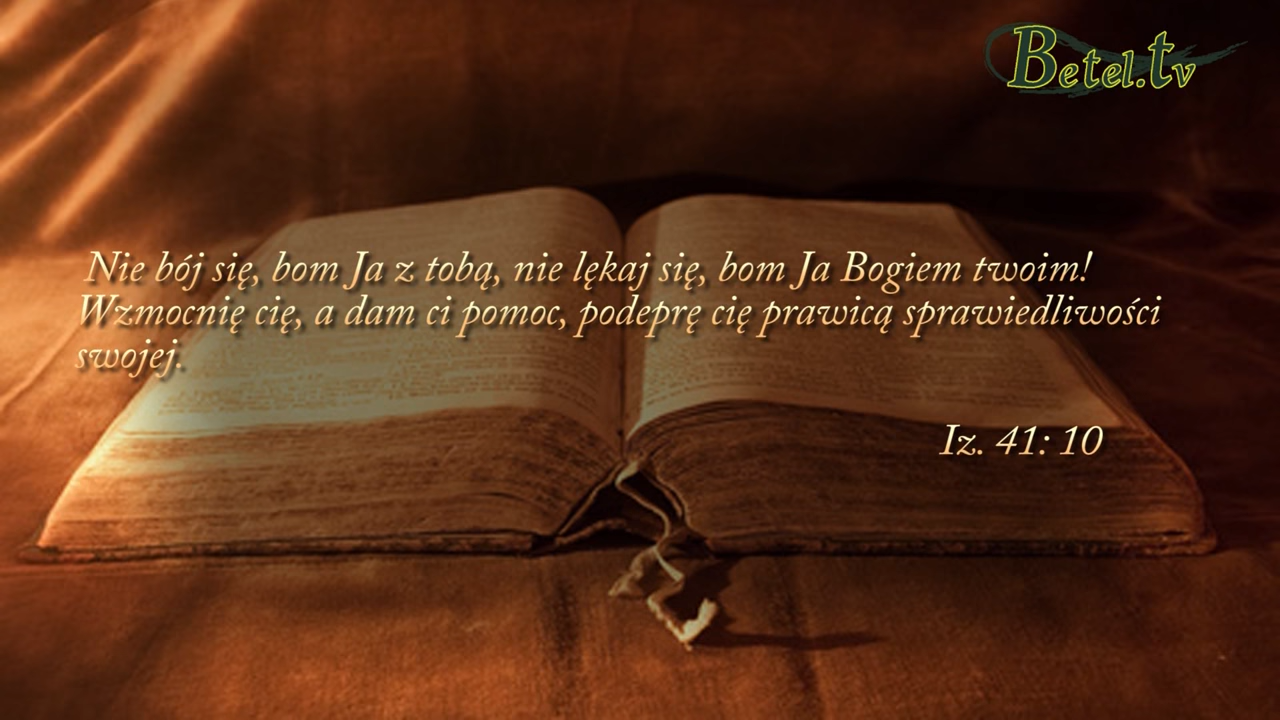 Betel.tv
Nie bój się, bom Ja z tobą, nie lękaj się, bom Ja Bogiem twoim!
Wzmocnię cię, a dam ci pomoc, podeprę cię prawicą sprawiedliwości
swojej.
Iz. 41: 10